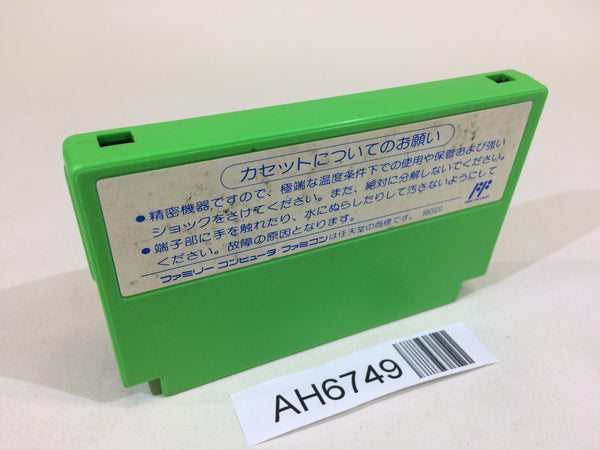 カセットについてのお願い
●精密機器ですので、極端な温度条件下での使用や保管および強い
ショックをさけてください。また、絶対に分解しないでください。
●端子部に手を触れたり、水にぬらしたりして汚さないようにして
ください。故障の原因となります。
ファミリーコンピュータ・ファミコンは任天堂の商標です。
AH6749